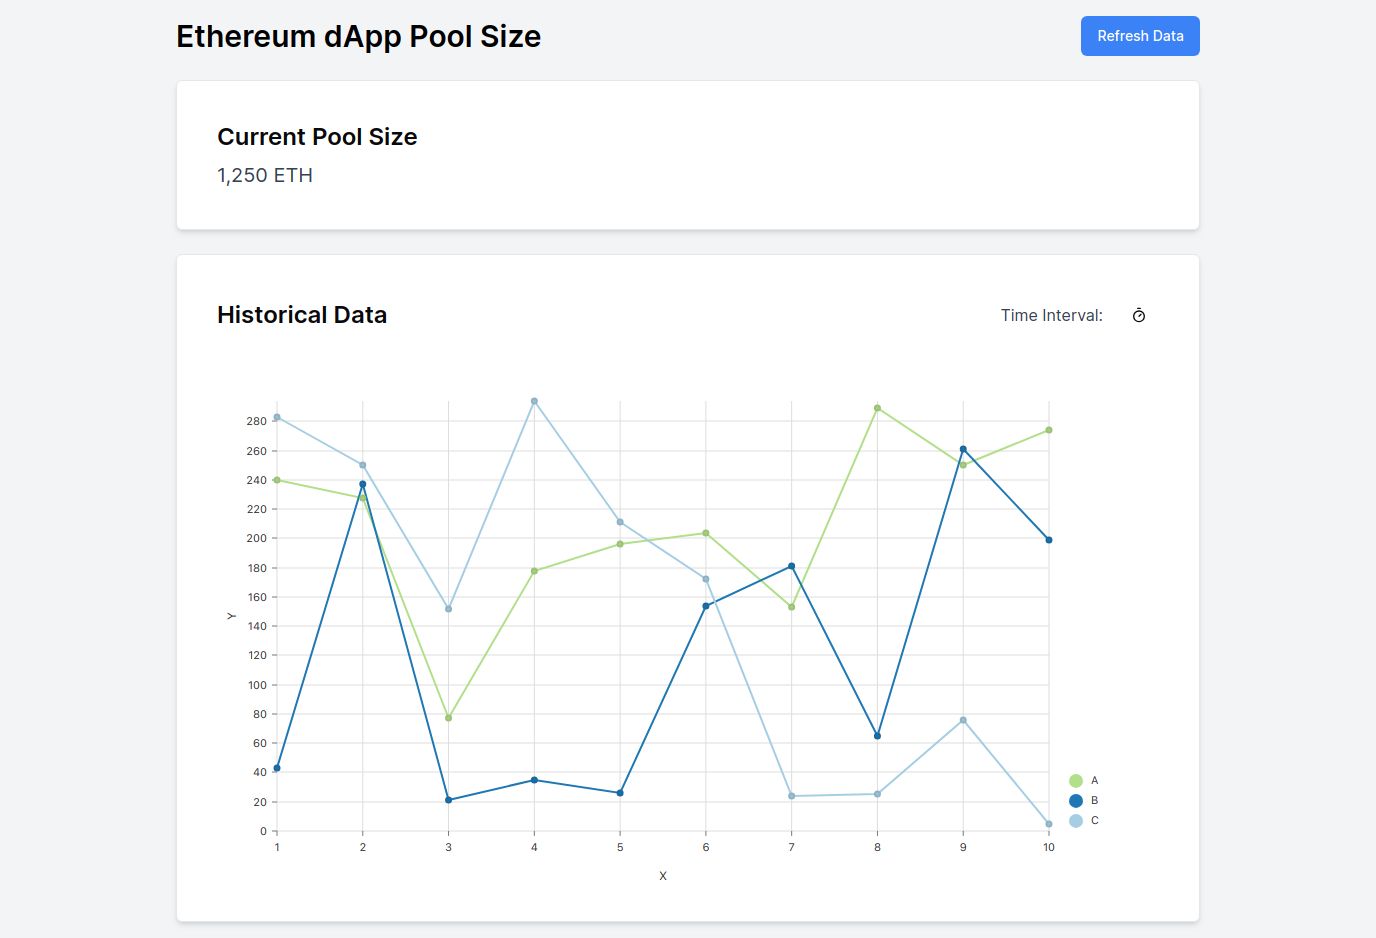 Ethereum dApp Pool Size
Refresh Data
Current Pool Size
1,250 ETH
Historical Data
Time Interval:
280
260
240
220
200
180
160
140
120
100
80
60
40
20
0
Y
1 2 3 4 5 6 7 8 9 10
X
A
B
C